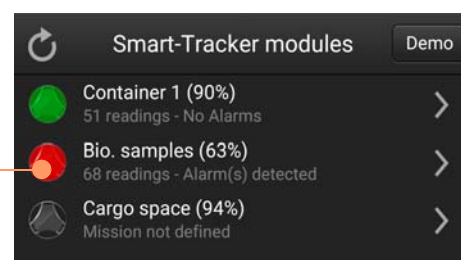 Smart-Tracker modules Demo
Container 1 (90%)
51 readings - No Alarms
Bio. samples (63%)
68 readings - Alarm(s) detected
Cargo space (94%)
Mission not defined